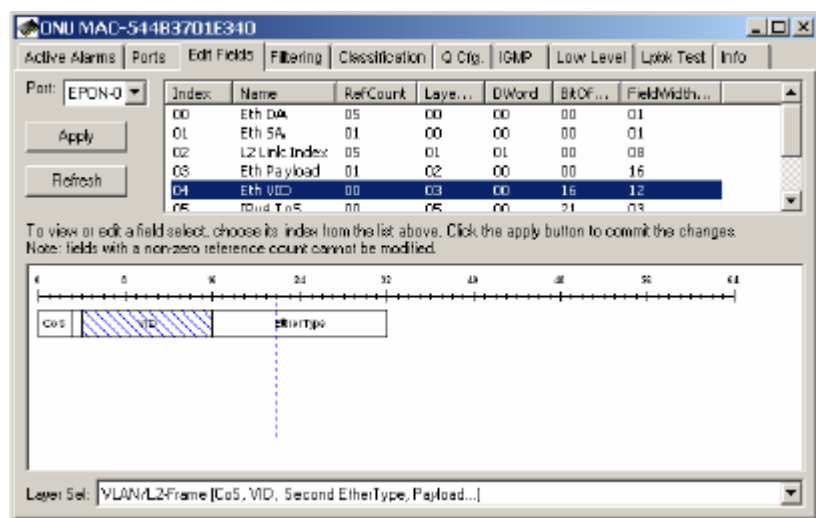 ONU MAC-544B3701E340
Active Alarms Ports Edit Fields Filtering Classification Q Cfg. IGMP Low Level Lpbk Test Info
Port: EPON-0 Index Name RefCount Laye... DWord BitOf... FieldWidth...
00 Eth DA 05 00 00 00 01
Apply 01 Eth SA 01 00 00 00 01
02 L2 Link Index 05 01 01 00 08
Refresh 03 Eth Payload 01 02 00 00 16
04 Eth VID 00 03 00 16 12
05 IPv4 ToS 00 05 00 21 03
To view or edit a field select, choose its index from the list above. Click the apply button to commit the changes.
Note: fields with a non-zero reference count cannot be modified.
8 16 24 32 48 56 64
CoS VID EtherType
Layer Sel: VLAN/L2-Frame [CoS, VID, Second EtherType, Payload...]